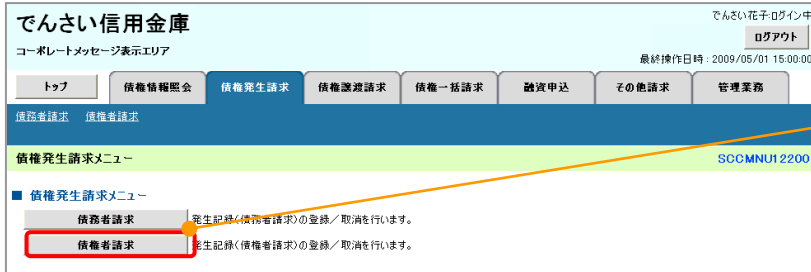 でんさい信用金庫
でんさい花子:ログイン中
ログアウト
コーポレートメッセージ表示エリア
最終操作日時：2009/05/01 15:00:00
トップ 債権情報照会 債権発生請求 債権譲渡請求 債権一括請求 融資申込 その他請求 管理業務
債務者請求 債権者請求
債権発生請求メニュー SCCMNU12200
■ 債権発生請求メニュー
債務者請求 発生記録(債務者請求)の登録／取消を行います。
債権者請求 発生記録(債権者請求)の登録／取消を行います。